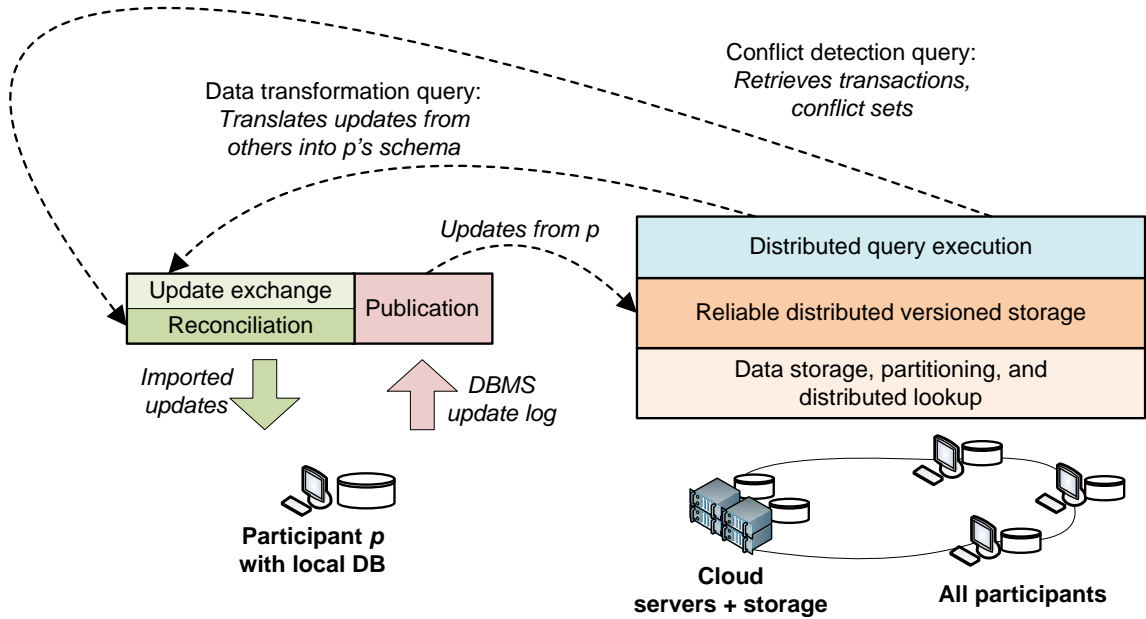 Conflict detection query:
Retrieves transactions,
conflict sets
Data transformation query:
Translates updates from
others into p's schema
Updates from p
Distributed query execution
Update exchange
Publication
Reconciliation
Reliable distributed versioned storage
Data storage, partitioning, and
distributed lookup
Imported
updates
DBMS
update log
Participant p
with local DB
Cloud
servers + storage
All participants